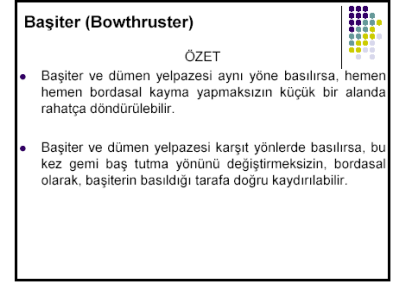 Başiter (Bowthruster)
ÖZET
Başiter ve dümen yelpazesi aynı yöne basılırsa, hemen
hemen bordasal kayma yapmaksızın küçük bir alanda
rahatça döndürülebilir.
Başiter ve dümen yelpazesi karşıt yönlerde basılırsa, bu
kez gemi baş tutma yönünü değiştirmeksizin, bordasal
olarak, başiterin basıldığı tarafa doğru kaydırılabilir.